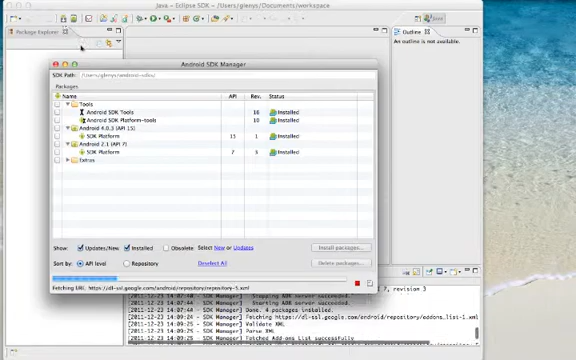 Java - Eclipse SDK - /Users/glenys/Documents/workspace
Java
Package Explorer
Outline
An outline is not available.
Android SDK Manager
SDK Path: /Users/glenys/android-sdks/
Packages
Name API Rev. Status
Tools
Android SDK Tools 16 Installed
Android SDK Platform-tools 10 Installed
Android 4.0.3 (API 15)
SDK Platform 15 1 Installed
Android 2.1 (API 7)
SDK Platform 7 3 Installed
Extras
Show: Updates/New Installed Obsolete Select New or Updates Install packages...
Sort by: API level Repository Deselect All Delete packages...
Fetching URL: https://dl-ssl.google.com/android/repository/repository-5.xml
7, revision 3
2011-12-23 14:07:44 - SDK Manager] Stopping ADB server succeeded.
2011-12-23 14:07:44 - SDK Manager] Starting ADB server succeeded.
2011-12-23 14:07:44 - SDK Manager] Done. 4 packages installed.
2011-12-23 14:09:24 - SDK Manager] Fetching https://dl-ssl.google.com/android/repository/addons_list-1.xml
2011-12-23 14:09:25 - SDK Manager] Validate XML
2011-12-23 14:09:25 - SDK Manager] Parse XML
2011-12-23 14:09:25 - SDK Manager] Fetched Add-ons List successfully